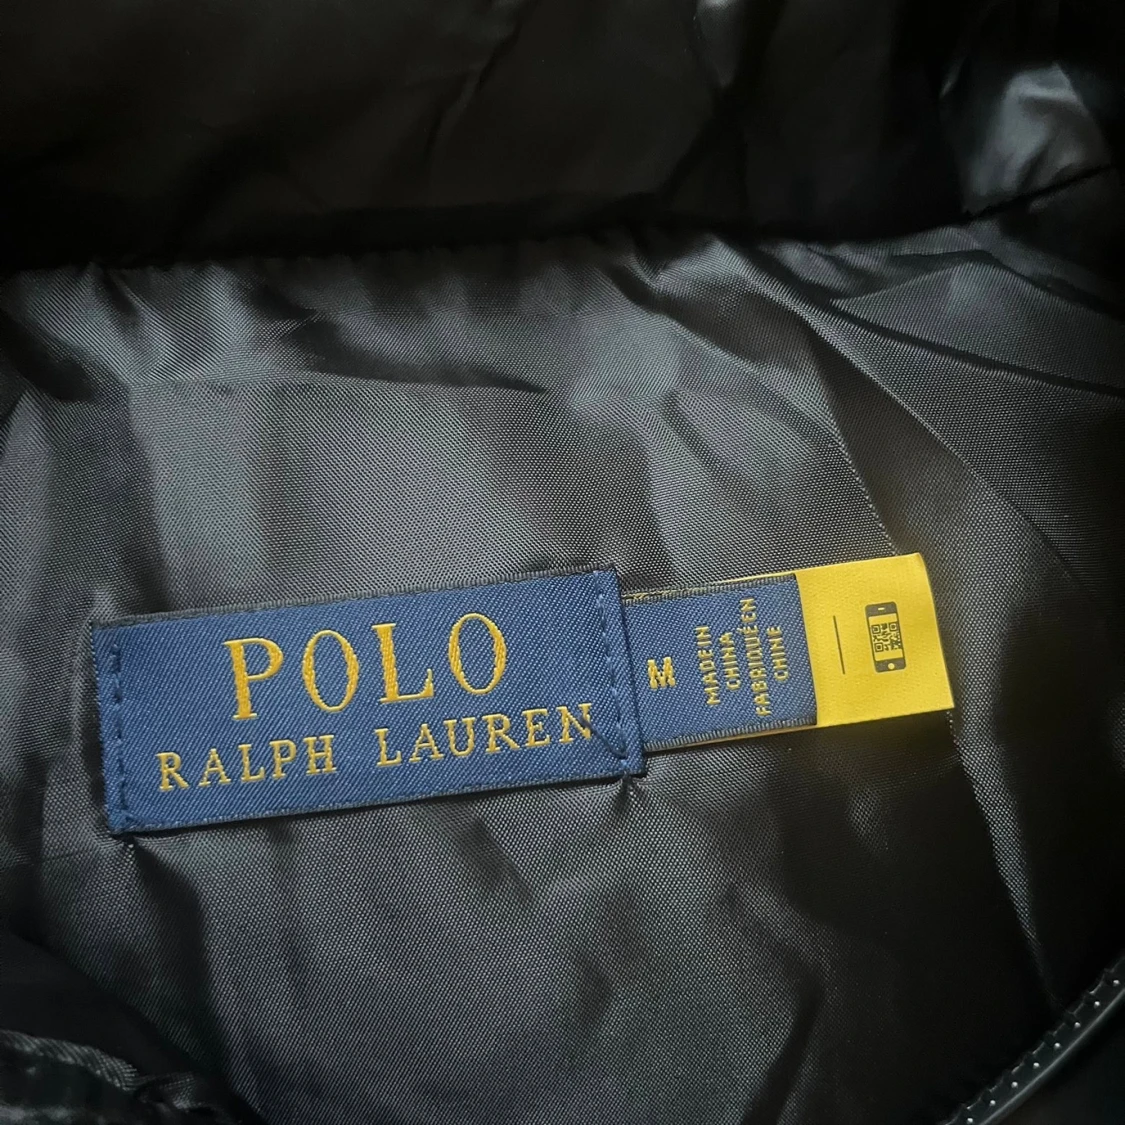 POLO
RALPH LAUREN
M
MADE IN
CHINA
FABRIQUÉ EN
CHINE